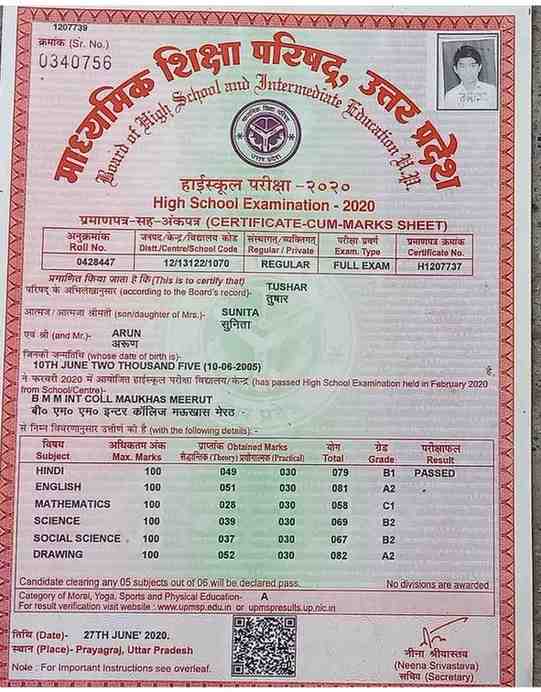 1207739
क्रमांक (Sr. No.)
0340756
माध्यमिक शिक्षा परिषद्, उत्तर प्रदेश
Board of High School and Intermediate Education, U.P.
हाईस्कूल परीक्षा - २०२०
High School Examination - 2020
प्रमाणपत्र-सह-अंकपत्र (CERTIFICATE-CUM-MARKS SHEET)
अनुक्रमांक जनपद/केन्द्र/विद्यालय कोड संस्थागत/व्यक्तिगत परीक्षा प्रवर्ग प्रमाणपत्र क्रमांक
Roll No. Distt./Centre/School Code Regular / Private Exam. Type Certificate No.
0428447 12/13122/1070 REGULAR FULL EXAM H1207737
प्रमाणित किया जाता है कि (This is to certify that)
परिषद् के अभिलेखानुसार (according to the Board's record)- TUSHAR
तुषार
आत्मज/आत्मजा श्रीमती (son/daughter of Mrs.)- SUNITA
सुनिता
एवं श्री (and Mr.)- ARUN
अरूण
जिनकी जन्मतिथि (whose date of birth is)-
10TH JUNE TWO THOUSAND FIVE (10-06-2005) है,
ने फरवरी 2020 में आयोजित हाईस्कूल परीक्षा विद्यालय/केन्द्र (has passed High School Examination held in February 2020
from School/Centre)-
B M M INT COLL MAUKHAS MEERUT
बी० एम० एम० इन्टर कॉलिज मऊखास मेरठ -
से निम्न विवरणानुसार उत्तीर्ण की है (with the following details): -
विषय अधिकतम अंक प्राप्तांक Obtained Marks योग ग्रेड परीक्षाफल
Subject Max. Marks सैद्धान्तिक (Theory) प्रयोगात्मक (Practical) Total Grade Result
HINDI 100 049 030 079 B1 PASSED
ENGLISH 100 051 030 081 A2
MATHEMATICS 100 028 030 058 C1
SCIENCE 100 039 030 069 B2
SOCIAL SCIENCE 100 037 030 067 B2
DRAWING 100 052 030 082 A2
Candidate clearing any 05 subjects out of 06 will be declared pass. No divisions are awarded
Category of Moral, Yoga, Sports and Physical Education- A
For result verification visit website : www.upmsp.edu.in or upmspresults.up.nic.in
तिथि (Date)- 27TH JUNE' 2020.
स्थान (Place)- Prayagraj, Uttar Pradesh
Note : For Important Instructions see overleaf.
नीना श्रीवास्तव
(Neena Srivastava)
सचिव (Secretary)